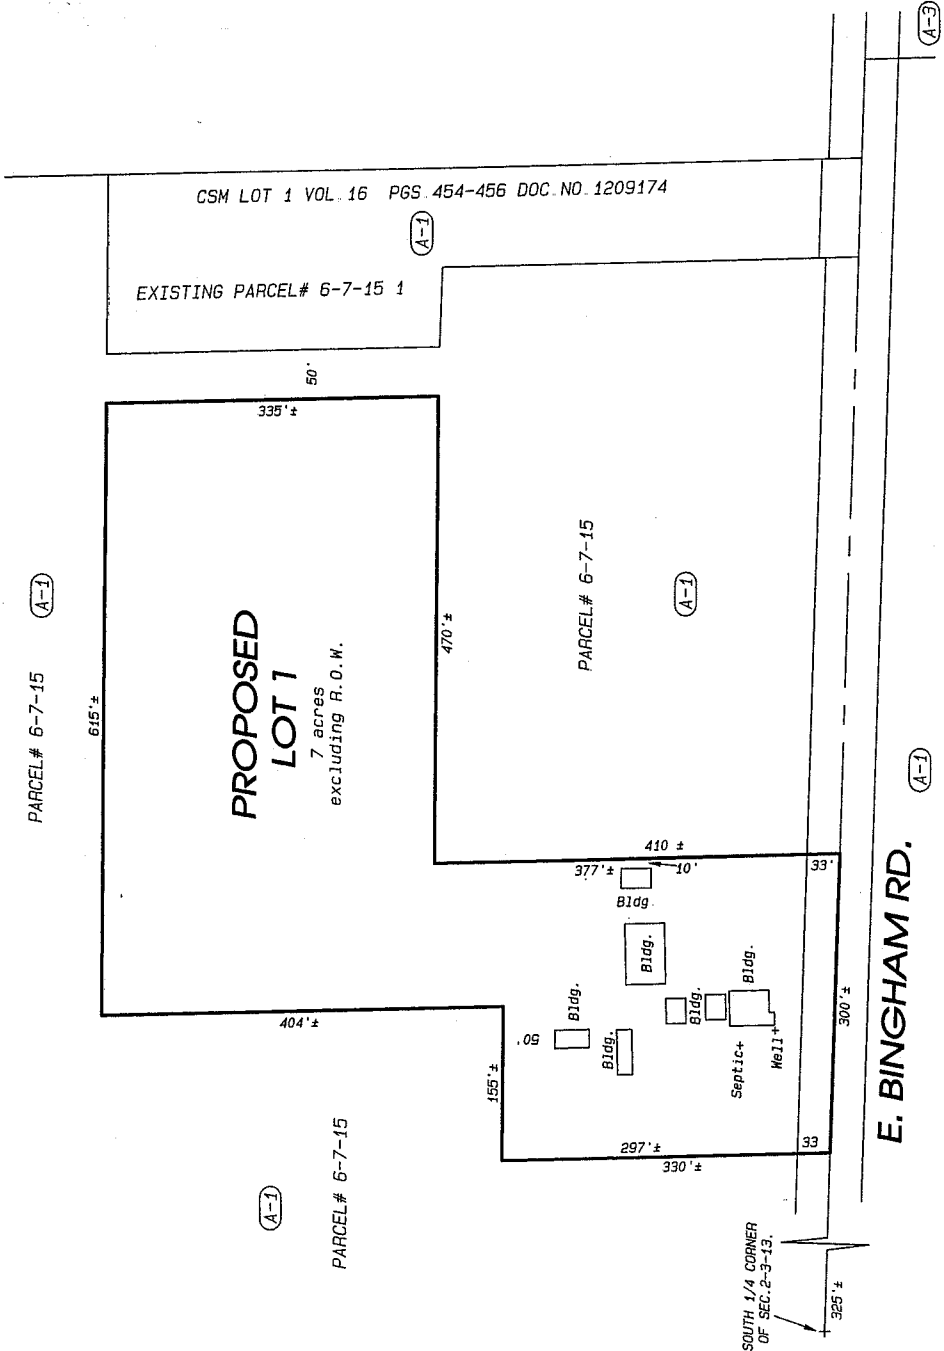 A-3
CSM LOT 1 VOL. 16 PGS. 454-456 DOC. NO. 1209174
A-1
EXISTING PARCEL# 6-7-15 1
50'
335'±
PARCEL# 6-7-15
A-1
615'±
PROPOSED
LOT 1
7 acres
excluding R.O.W.
470'±
PARCEL# 6-7-15
A-1
A-1
410 ±
377'±
10'
33'
Bldg.
Bldg.
Bldg.
Bldg.
Bldg.
Bldg.
50'
Septic+
Well+
404'±
155'±
297'±
330'±
33
300'±
E. BINGHAM RD.
A-1
PARCEL# 6-7-15
SOUTH 1/4 CORNER
OF SEC.2-3-13.
325'±